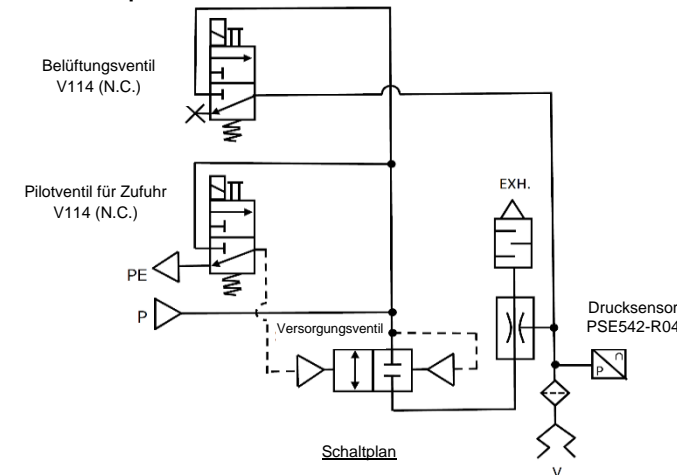 Belüftungsventil
V114 (N.C.)
Pilotventil für Zufuhr
V114 (N.C.)
EXH.
PE
P
Versorgungsventil
Drucksensor
PSE542-R04
P
Schaltplan
V